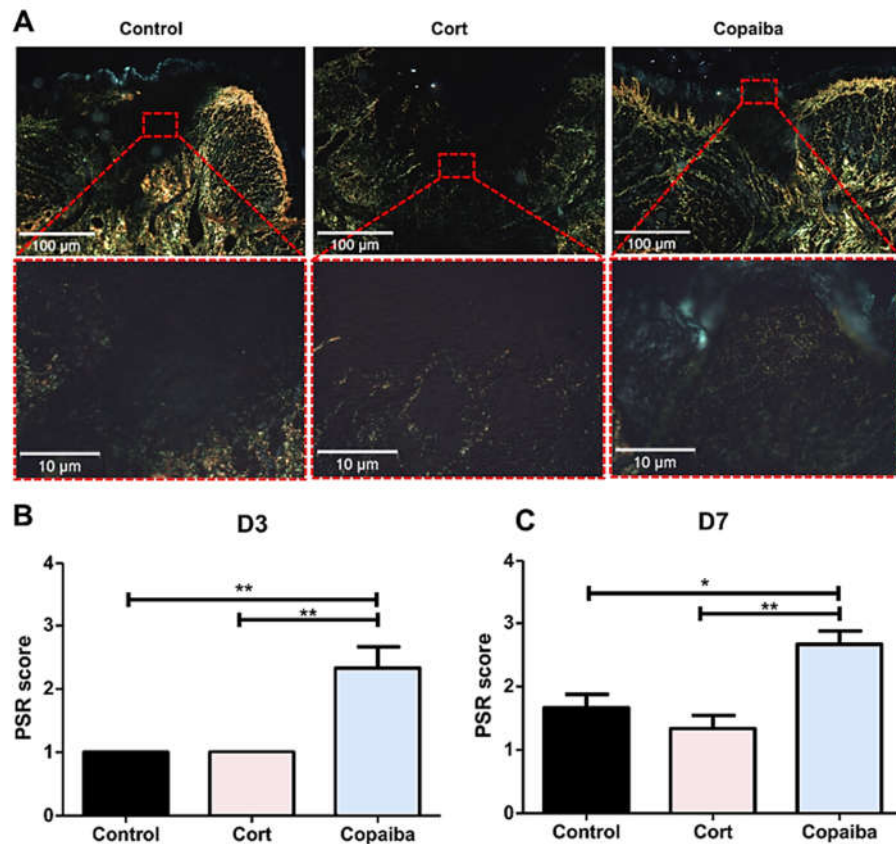 A
Control Cort Copaiba
100 µm 100 µm 100 µm
10 µm 10 µm 10 µm
B
D3
PSR score
4
3
2
1
0
**
**
Control Cort Copaiba
C
D7
PSR score
4
3
2
1
0
*
**
Control Cort Copaiba